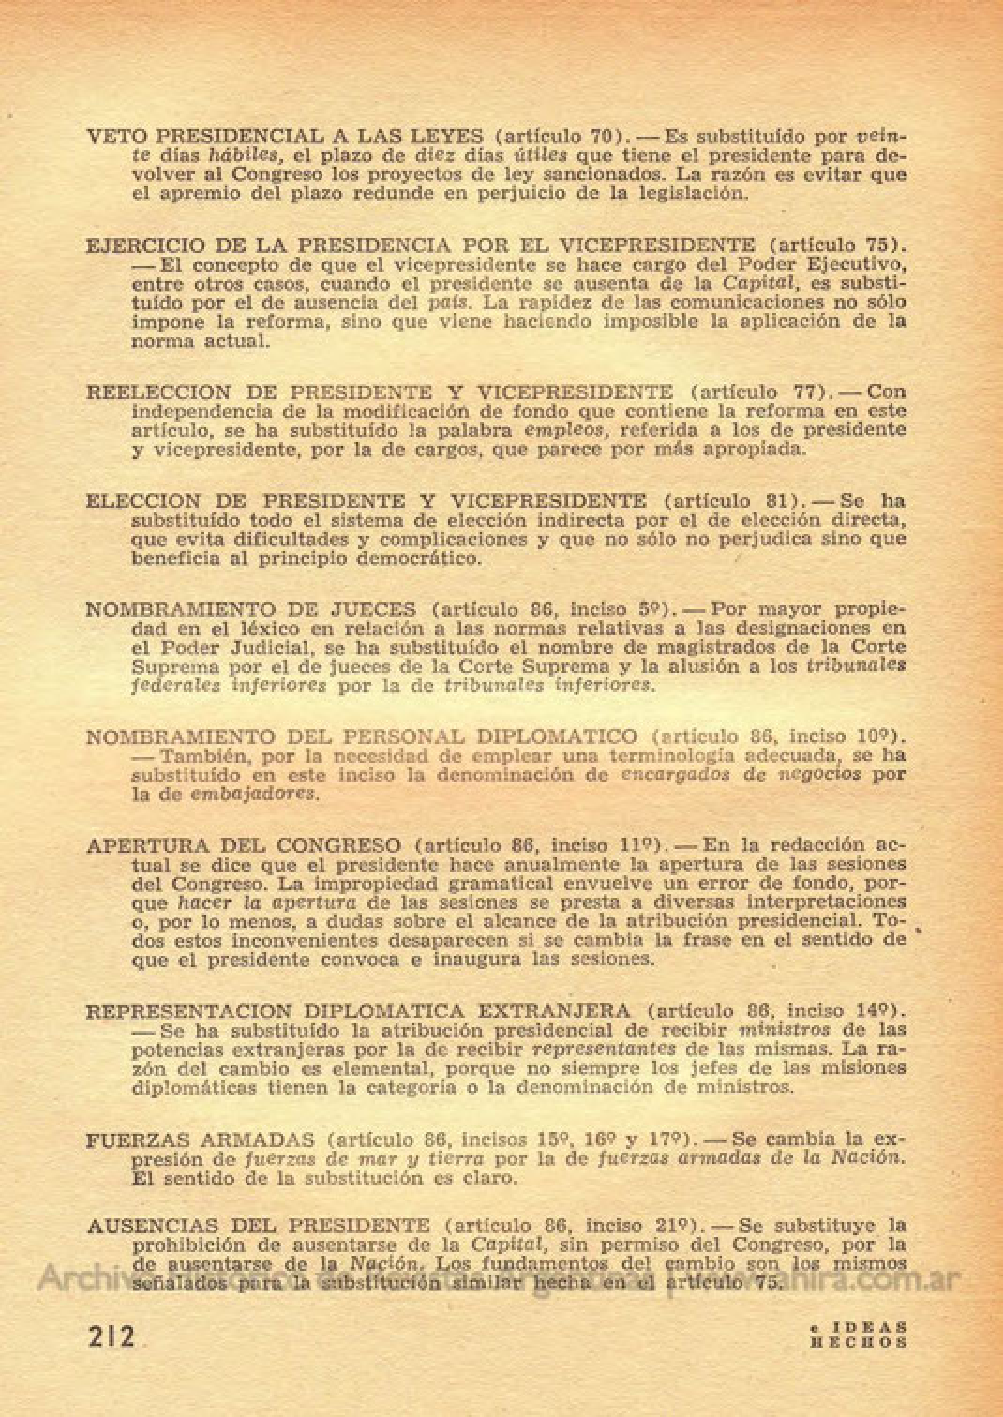 VETO PRESIDENCIAL A LAS LEYES (artículo 70). — Es substituído por vein-
te días hábiles, el plazo de diez días útiles que tiene el presidente para de-
volver al Congreso los proyectos de ley sancionados. La razón es evitar que
el apremio del plazo redunde en perjuicio de la legislación.
EJERCICIO DE LA PRESIDENCIA POR EL VICEPRESIDENTE (artículo 75).
— El concepto de que el vicepresidente se hace cargo del Poder Ejecutivo,
entre otros casos, cuando el presidente se ausenta de la Capital, es substi-
tuído por el de ausencia del país. La rapidez de las comunicaciones no sólo
impone la reforma, sino que viene haciendo imposible la aplicación de la
norma actual.
REELECCION DE PRESIDENTE Y VICEPRESIDENTE (artículo 77). — Con
independencia de la modificación de fondo que contiene la reforma en este
artículo, se ha substituído la palabra empleos, referida a los de presidente
y vicepresidente, por la de cargos, que parece por más apropiada.
ELECCION DE PRESIDENTE Y VICEPRESIDENTE (artículo 81). — Se ha
substituído todo el sistema de elección indirecta por el de elección directa,
que evita dificultades y complicaciones y que no sólo no perjudica sino que
beneficia al principio democrático.
NOMBRAMIENTO DE JUECES (artículo 86, inciso 5º). — Por mayor propie-
dad en el léxico en relación a las normas relativas a las designaciones en
el Poder Judicial, se ha substituído el nombre de magistrados de la Corte
Suprema por el de jueces de la Corte Suprema y la alusión a los tribunales
federales inferiores por la de tribunales inferiores.
NOMBRAMIENTO DEL PERSONAL DIPLOMATICO (artículo 86, inciso 10º).
— También, por la necesidad de emplear una terminología adecuada, se ha
substituído en este inciso la denominación de encargados de negocios por
la de embajadores.
APERTURA DEL CONGRESO (artículo 86, inciso 11º). — En la redacción ac-
tual se dice que el presidente hace anualmente la apertura de las sesiones
del Congreso. La impropiedad gramatical envuelve un error de fondo, por-
que hacer la apertura de las sesiones se presta a diversas interpretaciones
o, por lo menos, a dudas sobre el alcance de la atribución presidencial. To-
dos estos inconvenientes desaparecen si se cambia la frase en el sentido de
que el presidente convoca e inaugura las sesiones.
REPRESENTACION DIPLOMATICA EXTRANJERA (artículo 86, inciso 14º).
— Se ha substituído la atribución presidencial de recibir ministros de las
potencias extranjeras por la de recibir representantes de las mismas. La ra-
zón del cambio es elemental, porque no siempre los jefes de las misiones
diplomáticas tienen la categoría o la denominación de ministros.
FUERZAS ARMADAS (artículo 86, incisos 15º, 16º y 17º). — Se cambia la ex-
presión de fuerzas de mar y tierra por la de fuerzas armadas de la Nación.
El sentido de la substitución es claro.
AUSENCIAS DEL PRESIDENTE (artículo 86, inciso 21º). — Se substituye la
prohibición de ausentarse de la Capital, sin permiso del Congreso, por la
de ausentarse de la Nación. Los fundamentos del cambio son los mismos
señalados para la substitución similar hecha en el artículo 75.
212
e IDEAS
HECHOS